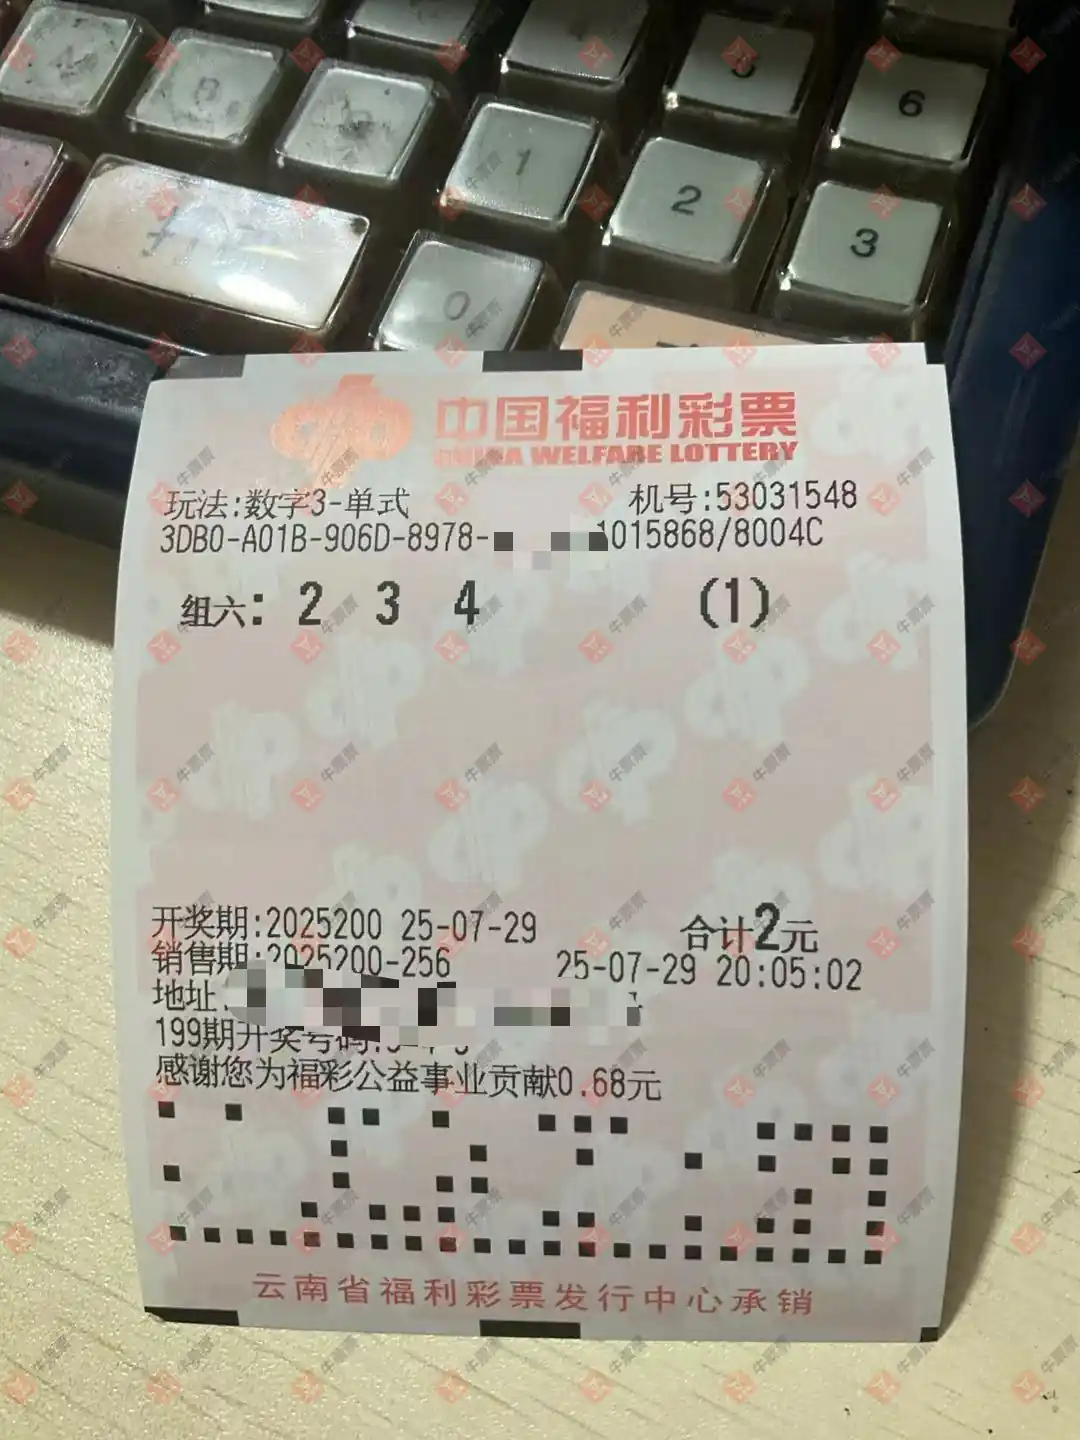 5
6
1
2
3
0
中国福利彩票
CHINA WELFARE LOTTERY
玩法:数字3-单式 机号:53031548
3DB0-A01B-906D-8978- 1015868/8004C
组六: 2 3 4 (1)
开奖期:2025200 25-07-29 合计2元
销售期:2025200-256 25-07-29 20:05:02
地址
199期开奖号码:
感谢您为福彩公益事业贡献0.68元
云南省福利彩票发行中心承销
牛票票